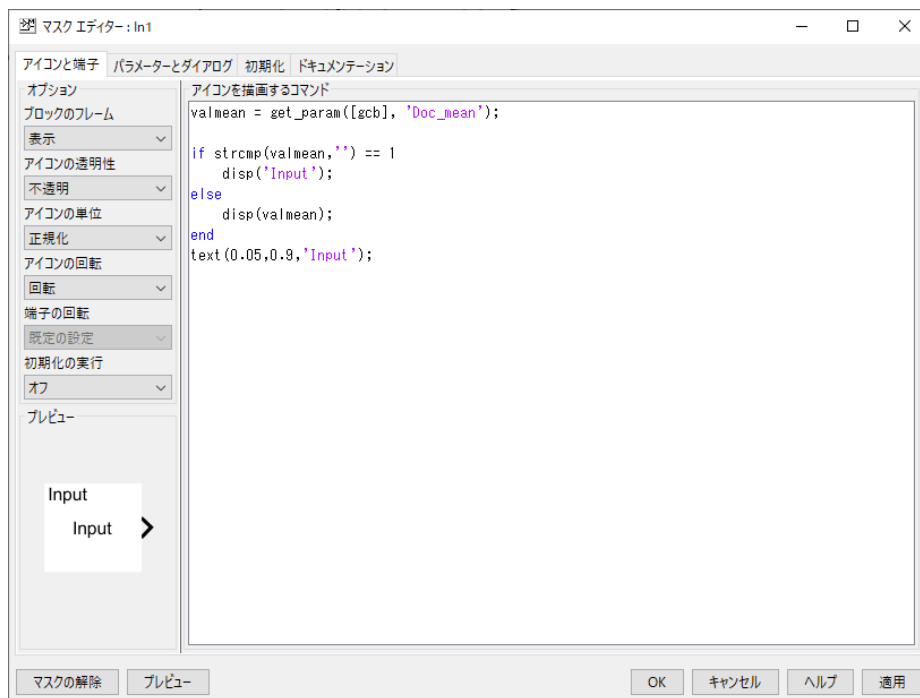 マスク エディター : In1
アイコンと端子 パラメーターとダイアログ 初期化 ドキュメンテーション
オプション
ブロックのフレーム
表示
アイコンの透明性
不透明
アイコンの単位
正規化
アイコンの回転
回転
端子の回転
既定の設定
初期化の実行
オフ
プレビュー
Input
Input
アイコンを描画するコマンド
valmean = get_param([gcb], 'Doc_mean');
if strcmp(valmean,'') == 1
disp('Input');
else
disp(valmean);
end
text(0.05,0.9,'Input');
マスクの解除 プレビュー OK キャンセル ヘルプ 適用